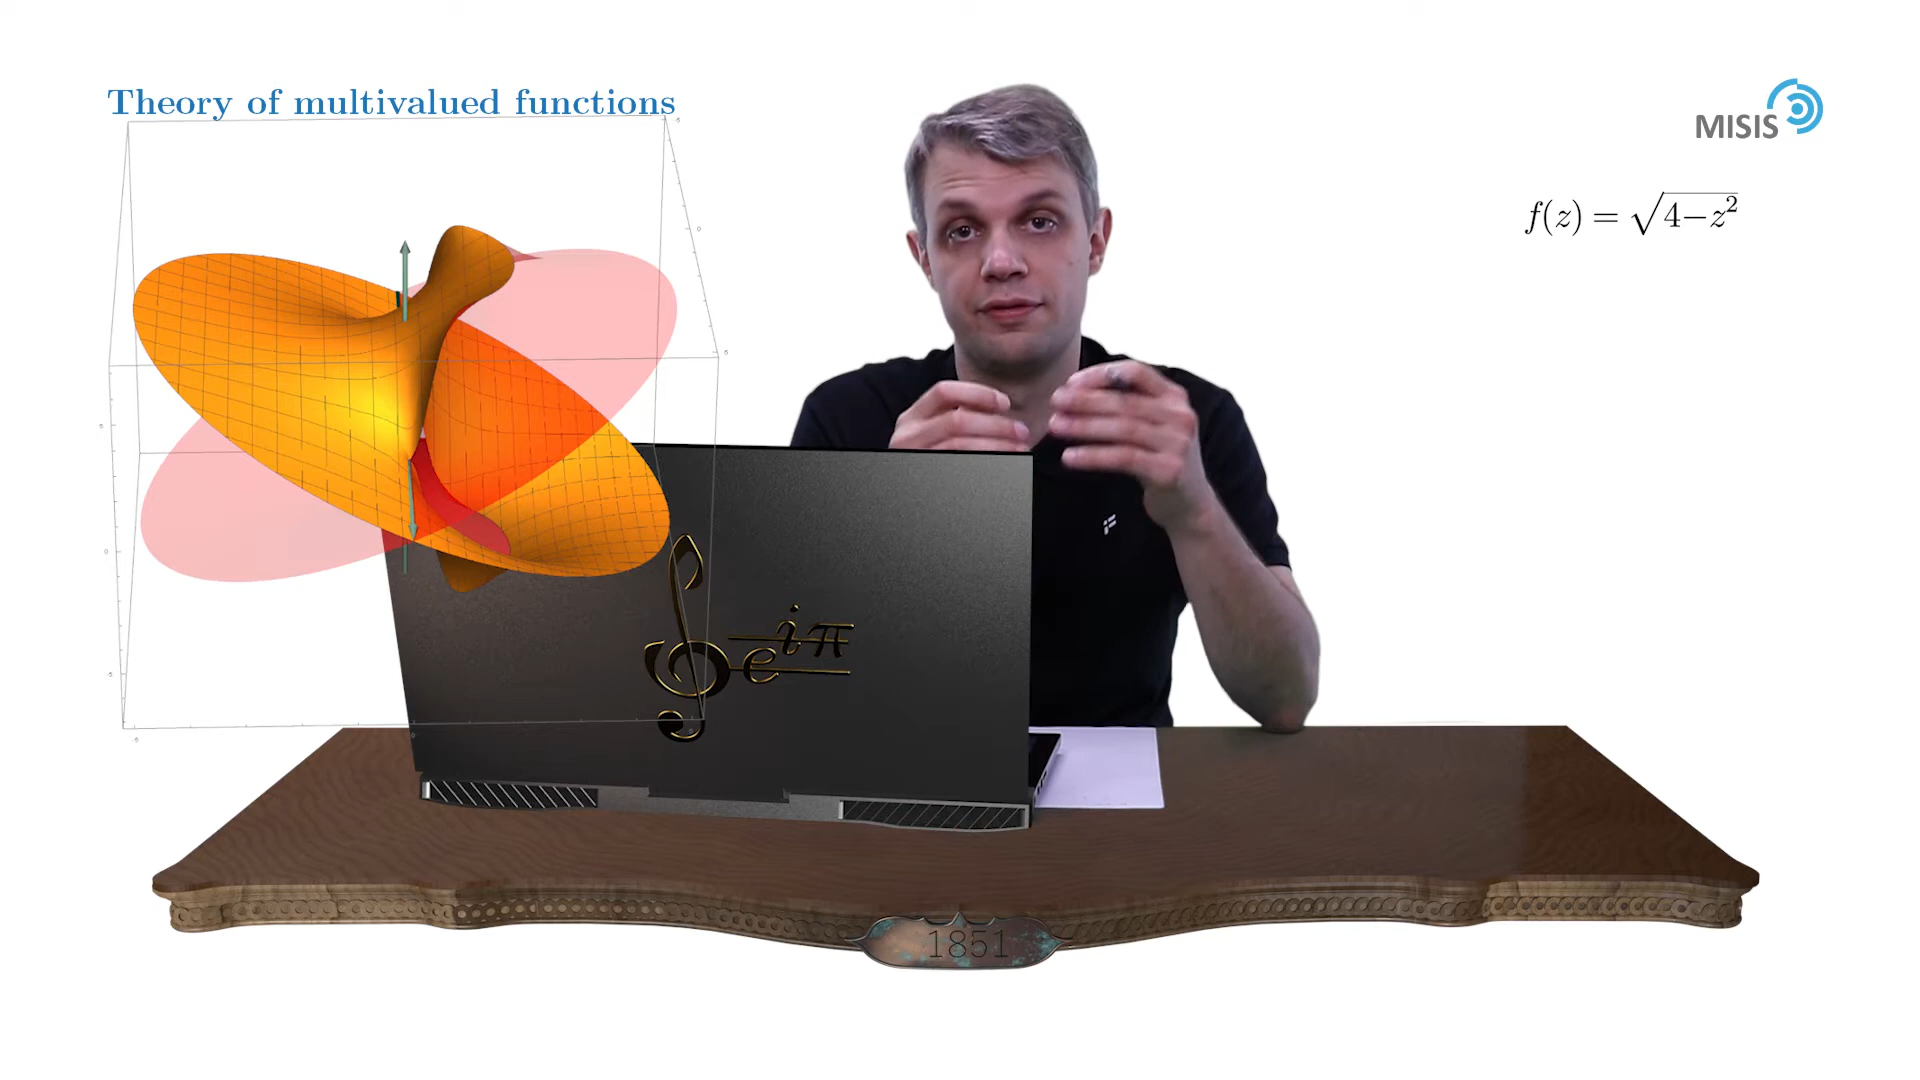 Theory of multivalued functions
MISIS
f(z) = √4−z²
e^{iπ}
1851